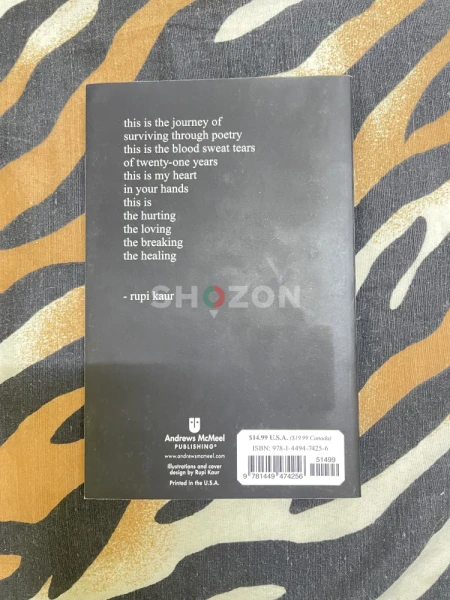 this is the journey of
surviving through poetry
this is the blood sweat tears
of twenty-one years
this is my heart
in your hands
this is
the hurting
the loving
the breaking
the healing
- rupi kaur
SHOZON
Andrews McMeel
PUBLISHING®
www.andrewsmcmeel.com
Illustrations and cover
design by Rupi Kaur
Printed in the U.S.A.
$14.99 U.S.A. ($19.99 Canada)
ISBN: 978-1-4494-7425-6
51499
9 781449 474256